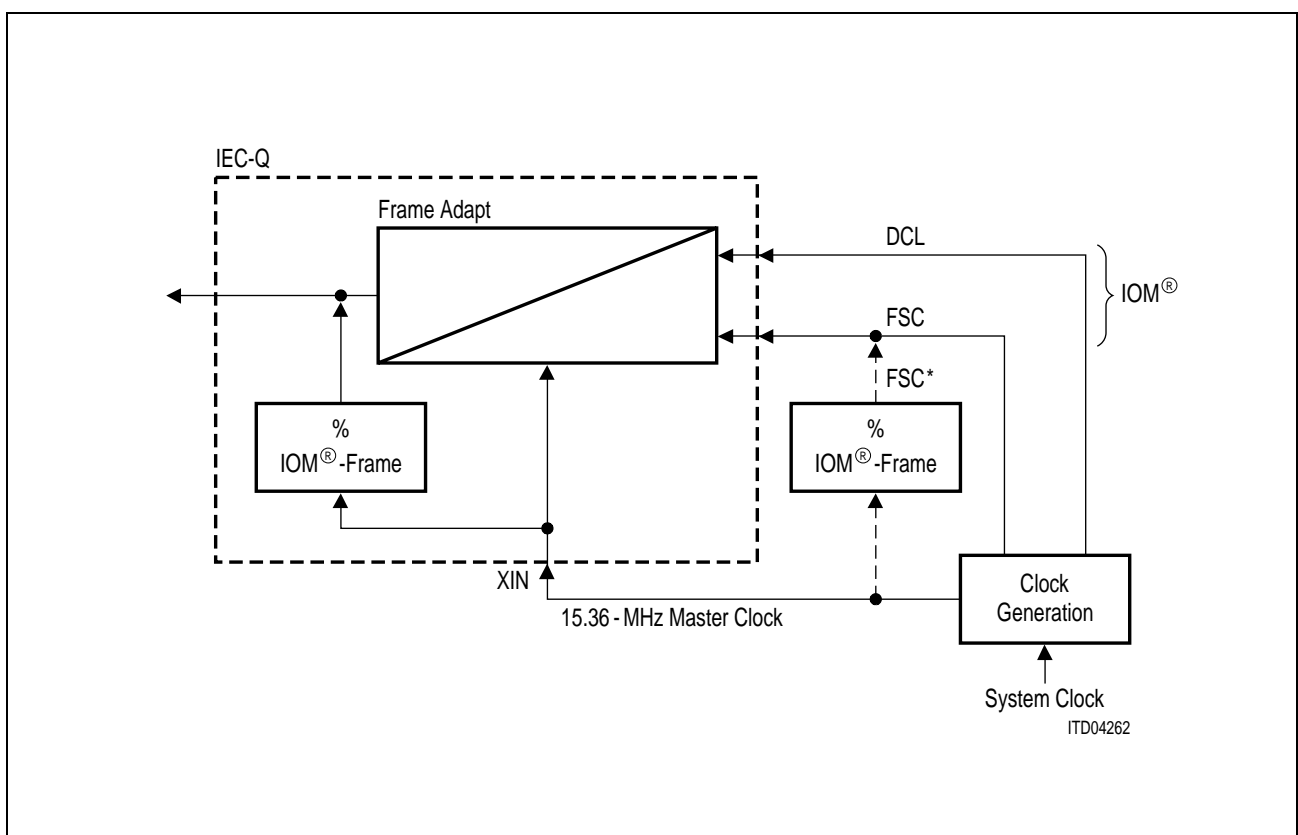 IEC-Q
Frame Adapt
DCL
IOM®
FSC
FSC*
%
IOM®-Frame
%
IOM®-Frame
XIN
15.36 - MHz Master Clock
Clock
Generation
System Clock
ITD04262